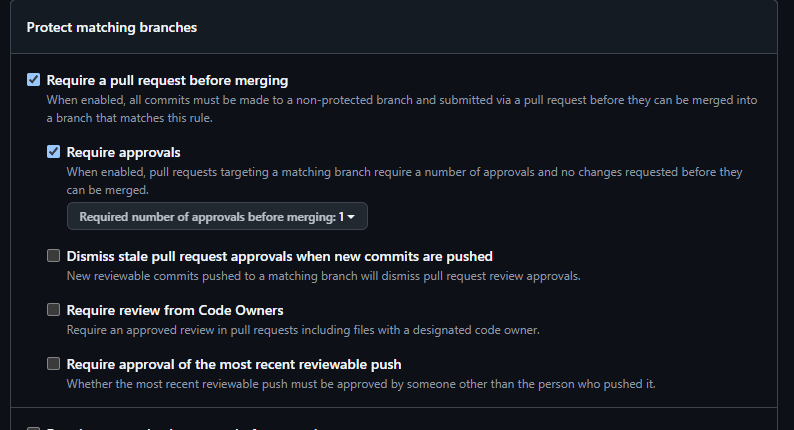 Protect matching branches
Require a pull request before merging
When enabled, all commits must be made to a non-protected branch and submitted via a pull request before they can be merged into
a branch that matches this rule.
Require approvals
When enabled, pull requests targeting a matching branch require a number of approvals and no changes requested before they
can be merged.
Required number of approvals before merging: 1
Dismiss stale pull request approvals when new commits are pushed
New reviewable commits pushed to a matching branch will dismiss pull request review approvals.
Require review from Code Owners
Require an approved review in pull requests including files with a designated code owner.
Require approval of the most recent reviewable push
Whether the most recent reviewable push must be approved by someone other than the person who pushed it.